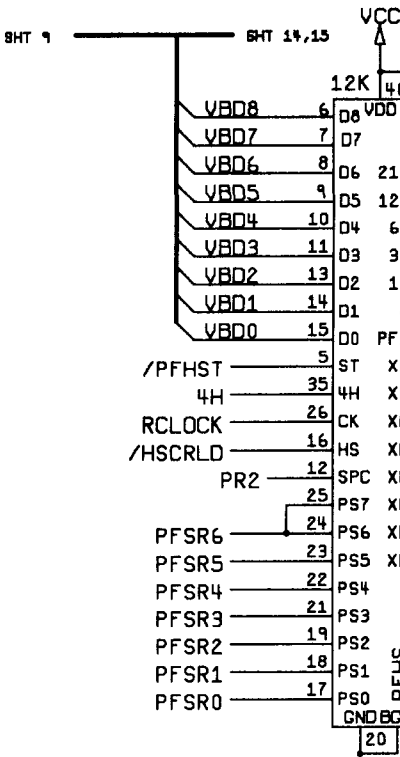 VCC
SHT 9 SHT 14,15
12K 4
VBD8 6 D8 VDD
VBD7 7 D7
VBD6 8 D6 21
VBD5 9 D5 12
VBD4 10 D4 6
VBD3 11 D3 3
VBD2 13 D2 1
VBD1 14 D1
VBD0 15 D0 PF
/PFHST 5 ST X
4H 35 4H X
RCLOCK 26 CK X
/HSCRLD 16 HS X
PR2 12 SPC X
25 PS7 X
PFSR6 24 PS6 X
PFSR5 23 PS5 X
PFSR4 22 PS4
PFSR3 21 PS3
PFSR2 19 PS2
PFSR1 18 PS1
PFSR0 17 PS0
PFHS
GND BG
20